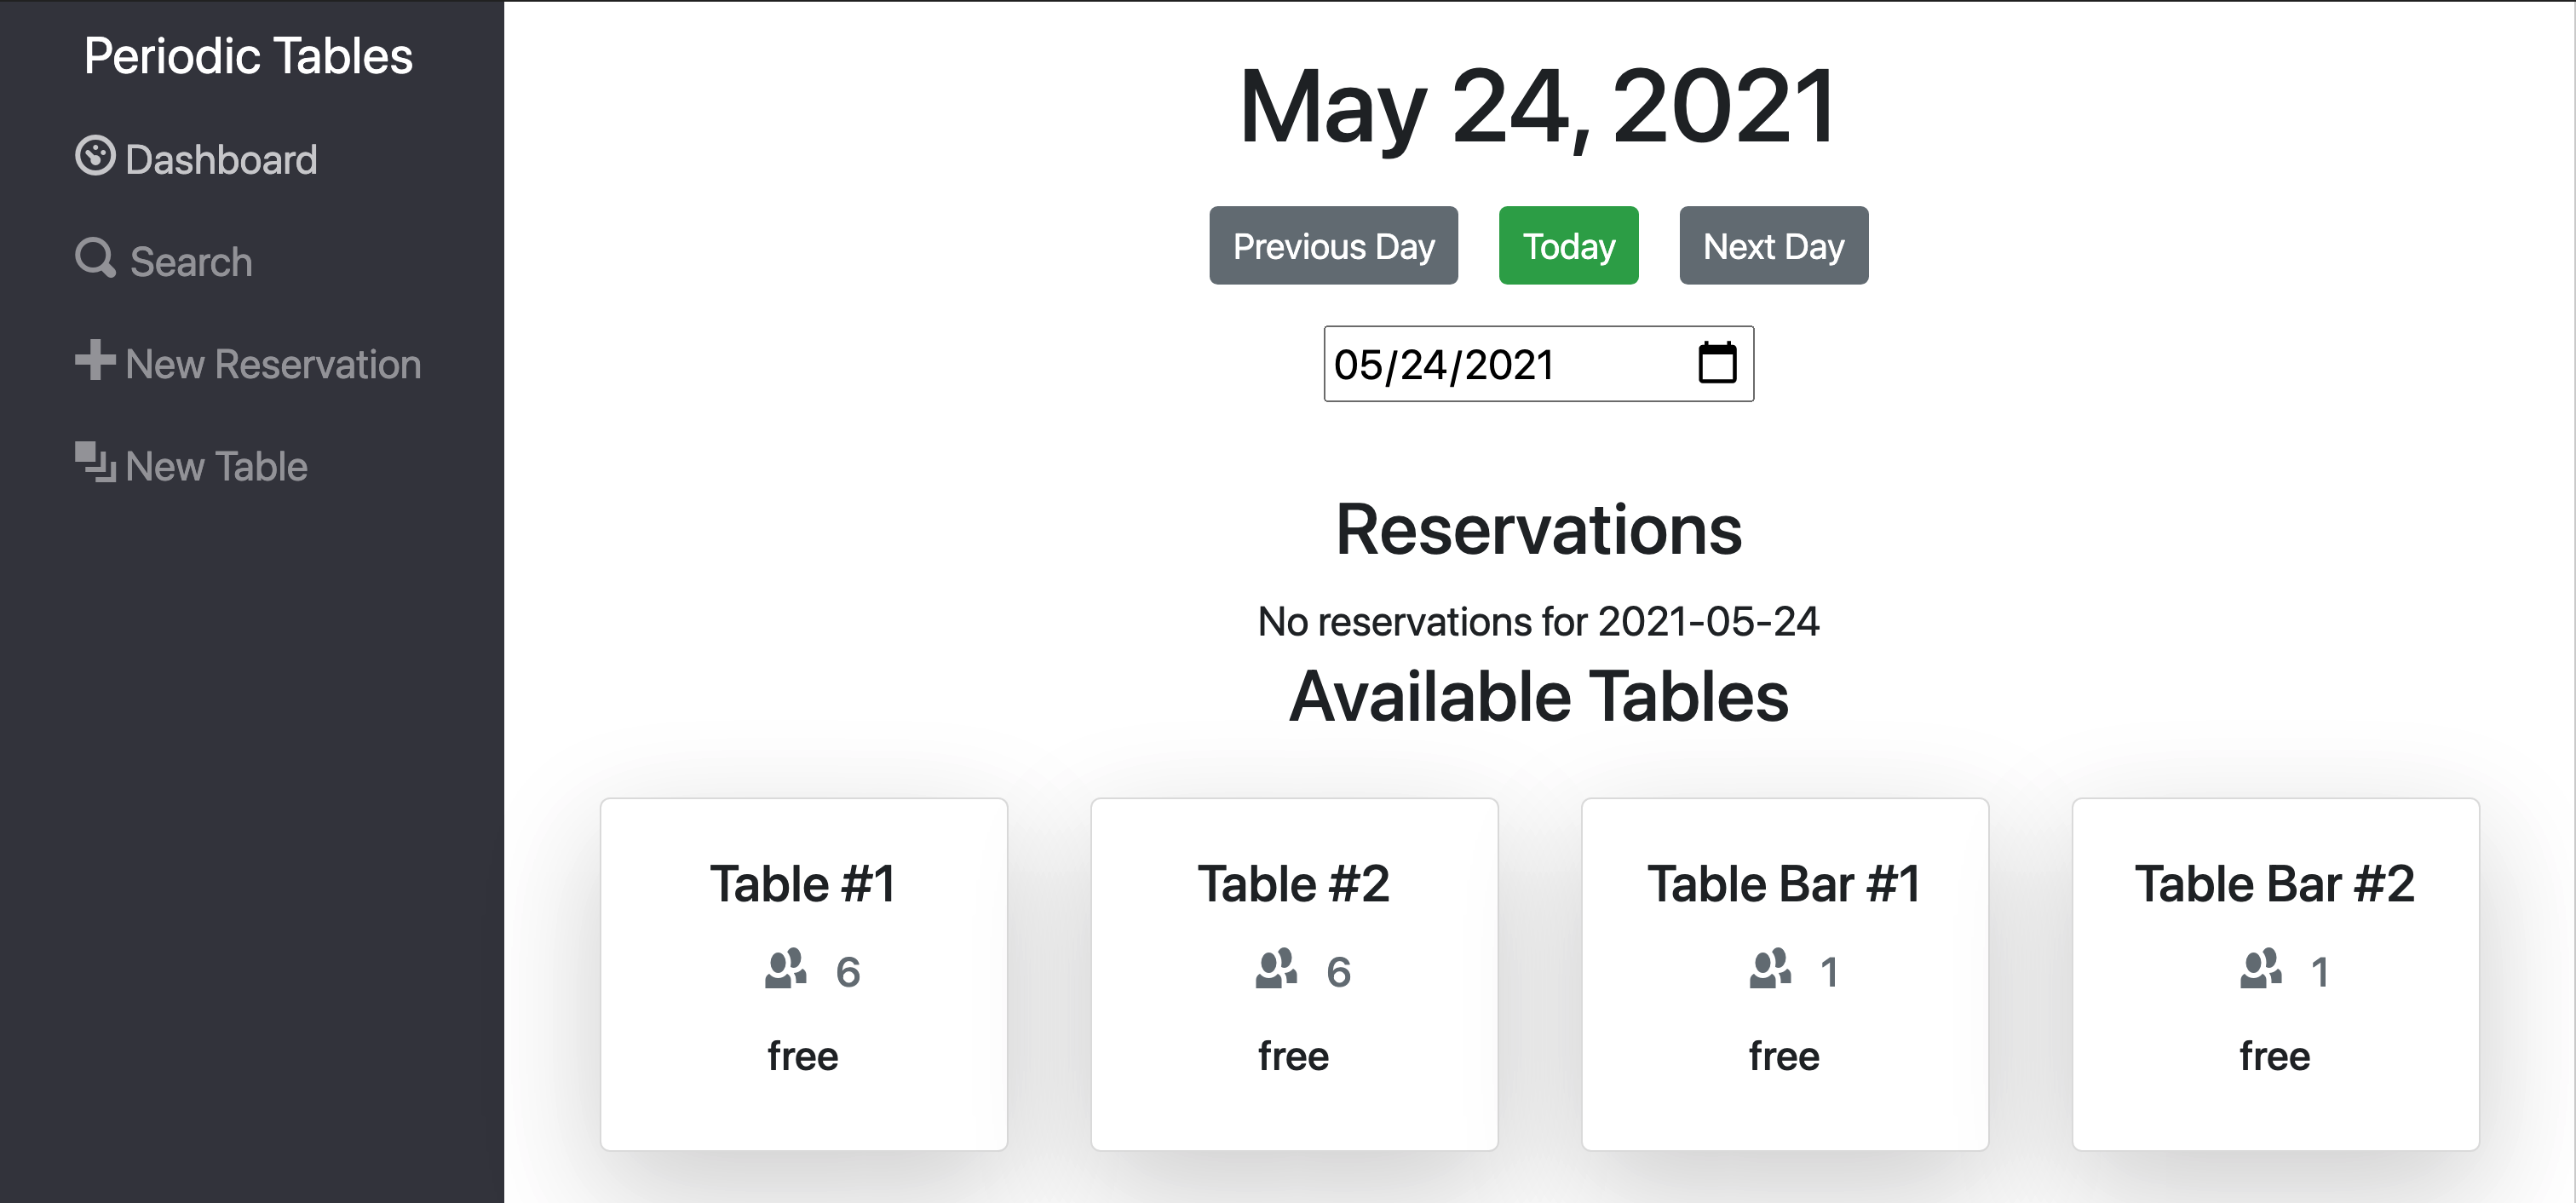 Periodic Tables
Dashboard
Search
New Reservation
New Table
May 24, 2021
Previous Day Today Next Day
05/24/2021
Reservations
No reservations for 2021-05-24
Available Tables
Table #1
6
free
Table #2
6
free
Table Bar #1
1
free
Table Bar #2
1
free